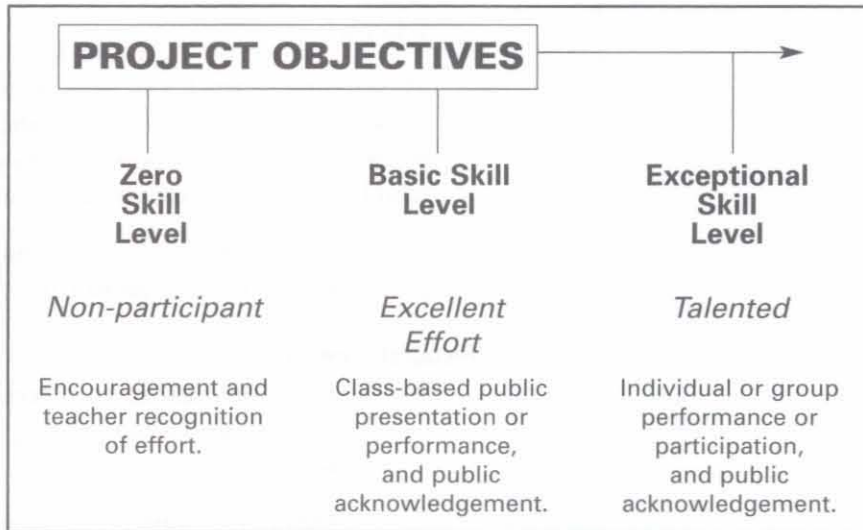 PROJECT OBJECTIVES
Zero
Skill
Level
Non-participant
Encouragement and
teacher recognition
of effort.
Basic Skill
Level
Excellent
Effort
Class-based public
presentation or
performance,
and public
acknowledgement.
Exceptional
Skill
Level
Talented
Individual or group
performance or
participation,
and public
acknowledgement.